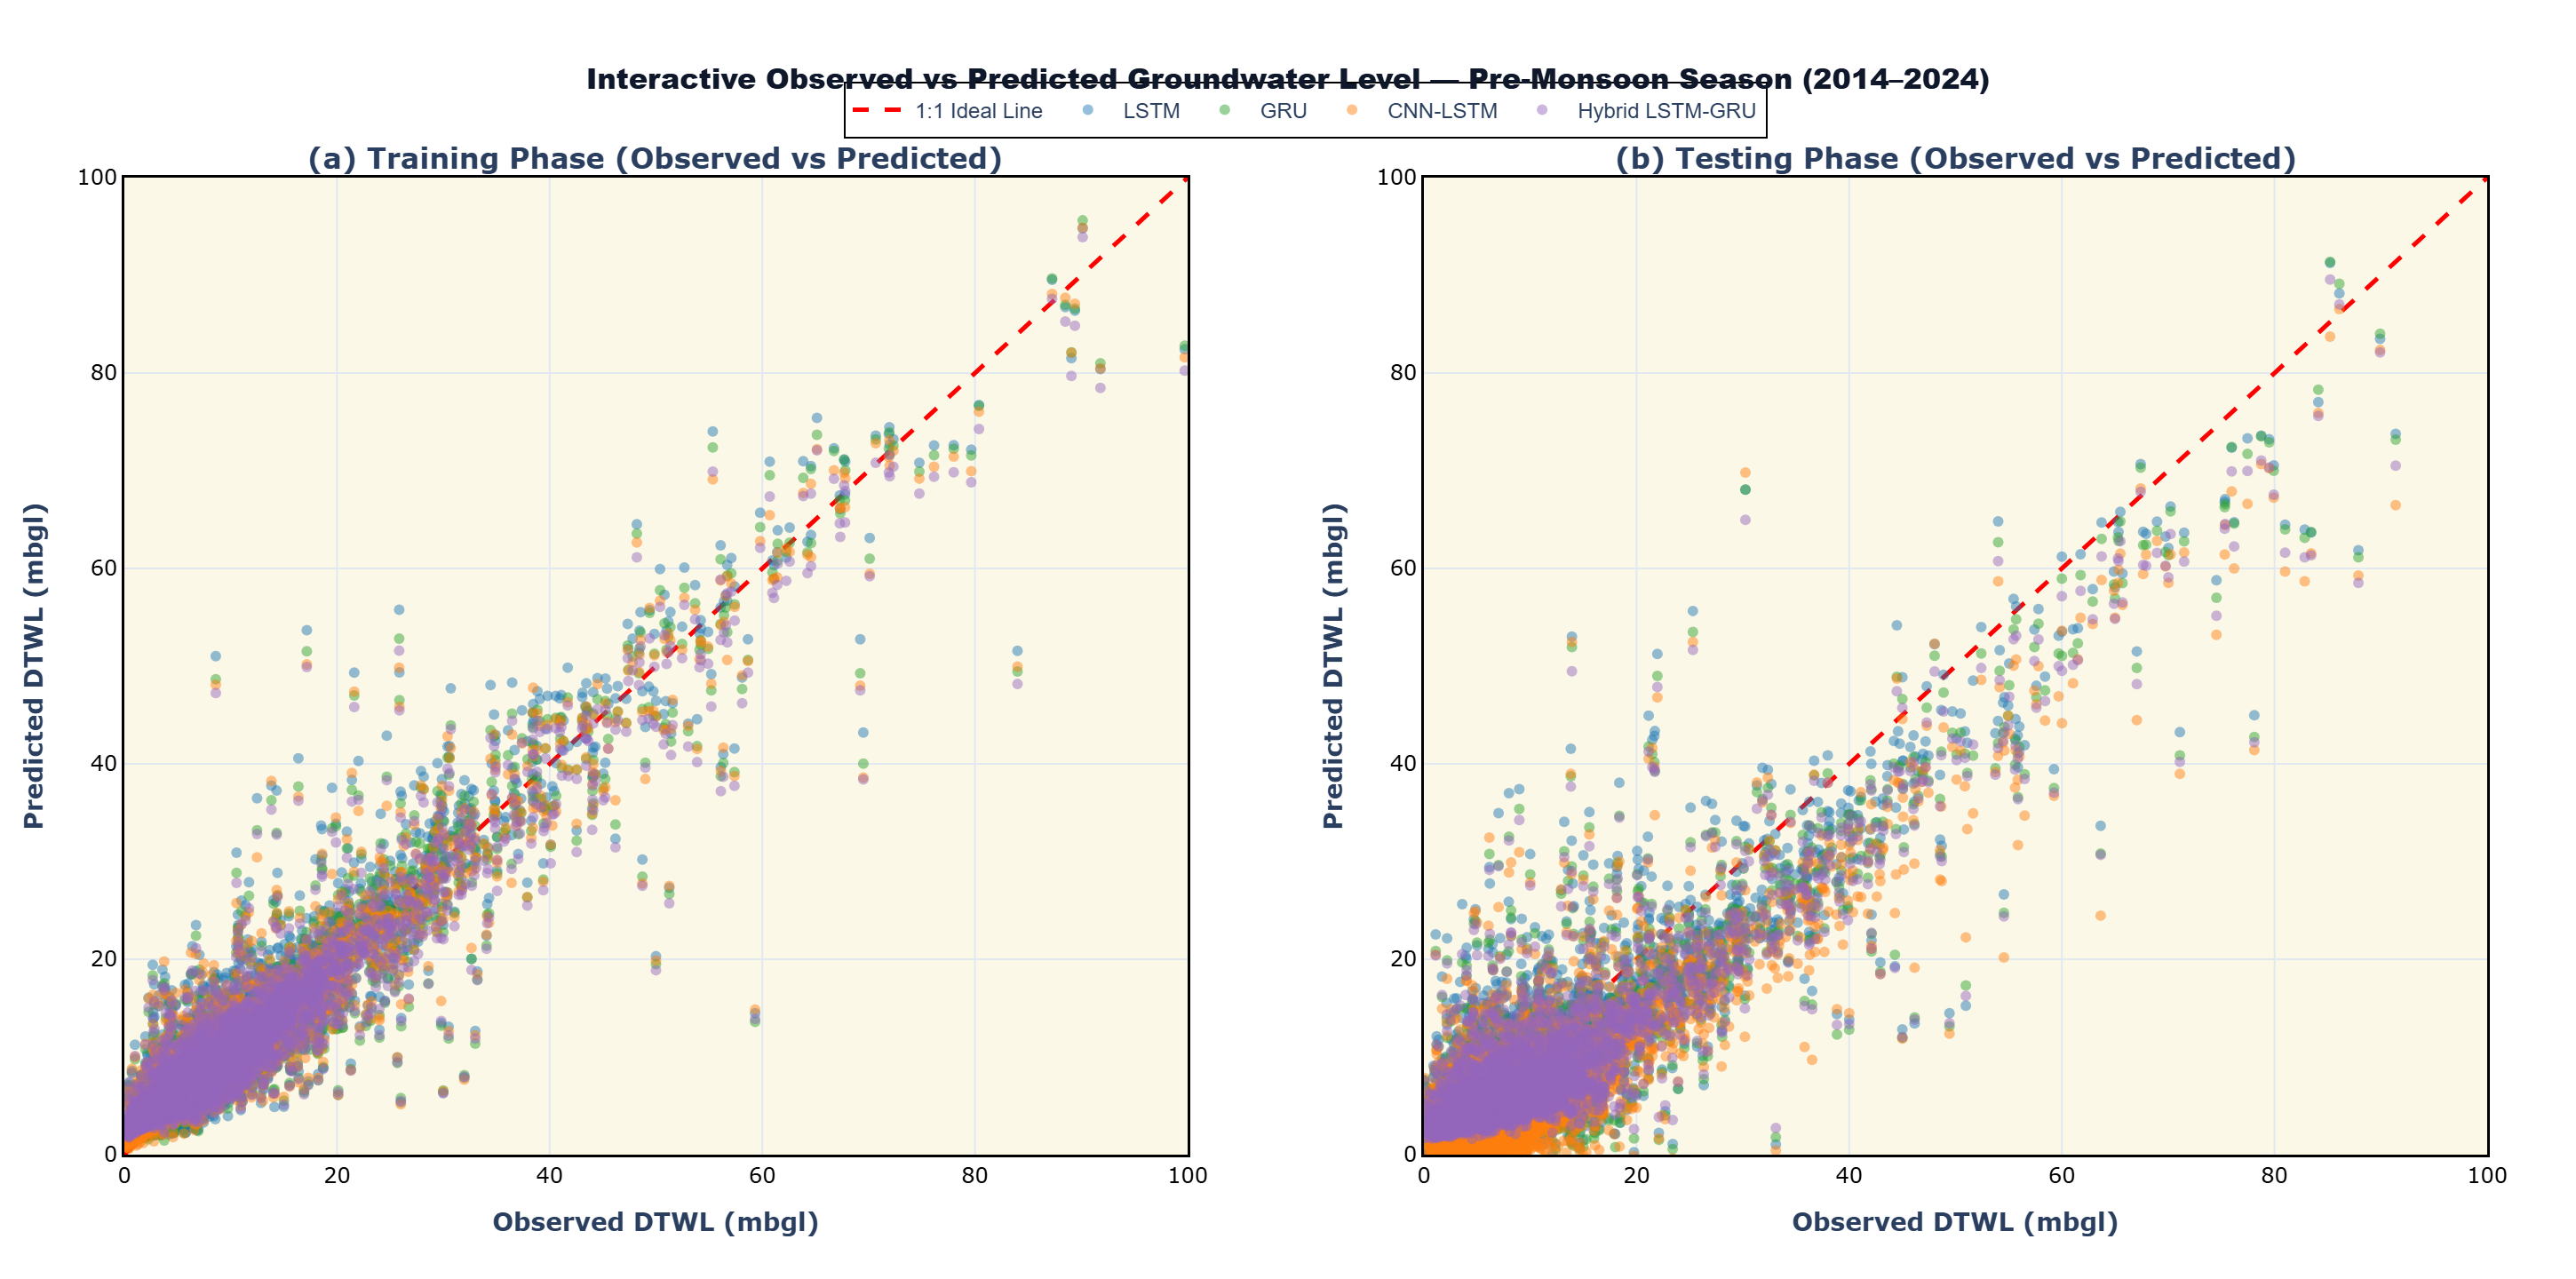 Interactive Observed vs Predicted Groundwater Level — Pre-Monsoon Season (2014–2024)
1:1 Ideal Line LSTM GRU CNN-LSTM Hybrid LSTM-GRU
(a) Training Phase (Observed vs Predicted)
100
80
60
40
20
0
0 20 40 60 80 100
Predicted DTWL (mbgl)
Observed DTWL (mbgl)
(b) Testing Phase (Observed vs Predicted)
100
80
60
40
20
0
0 20 40 60 80 100
Predicted DTWL (mbgl)
Observed DTWL (mbgl)